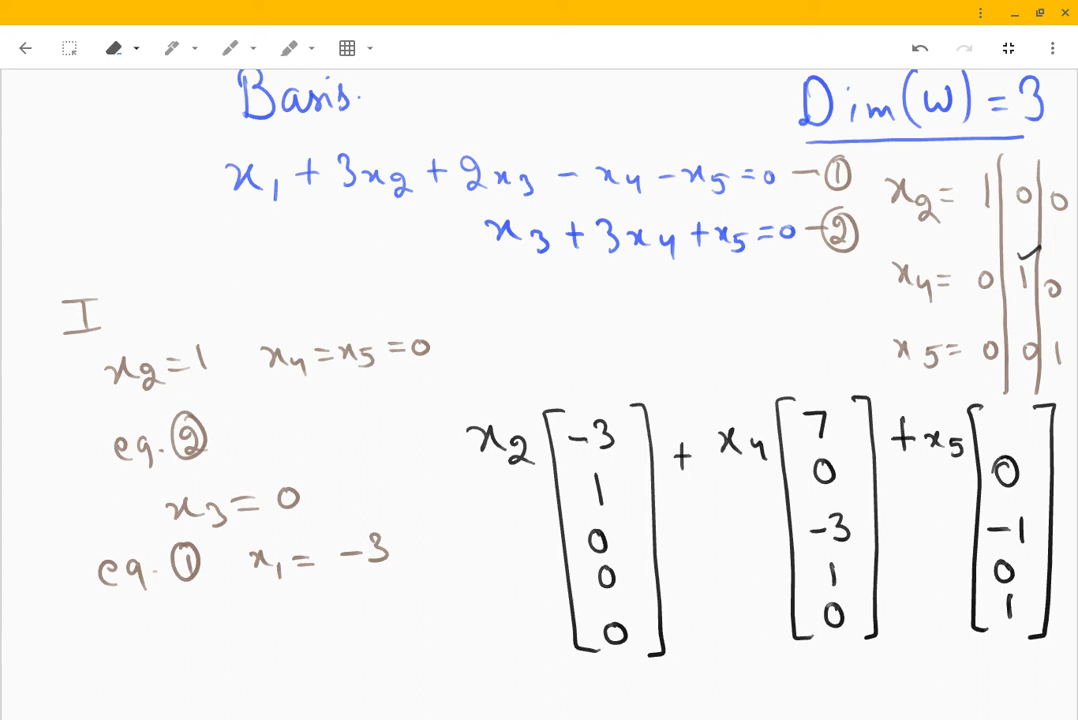 Basis.
Dim(W) = 3
x1 + 3x2 + 2x3 - x4 - x5 = 0 - ①
x3 + 3x4 + x5 = 0 - ②
x2 = 1 | 0 | 0
x4 = 0 | 1 | 0
x5 = 0 | 0 | 1
I
x2 = 1 x4 = x5 = 0
eq. ②
x3 = 0
eq. ① x1 = -3
x2 [-3 1 0 0 0] + x4 [7 0 -3 1 0] + x5 [0 -1 0 1]